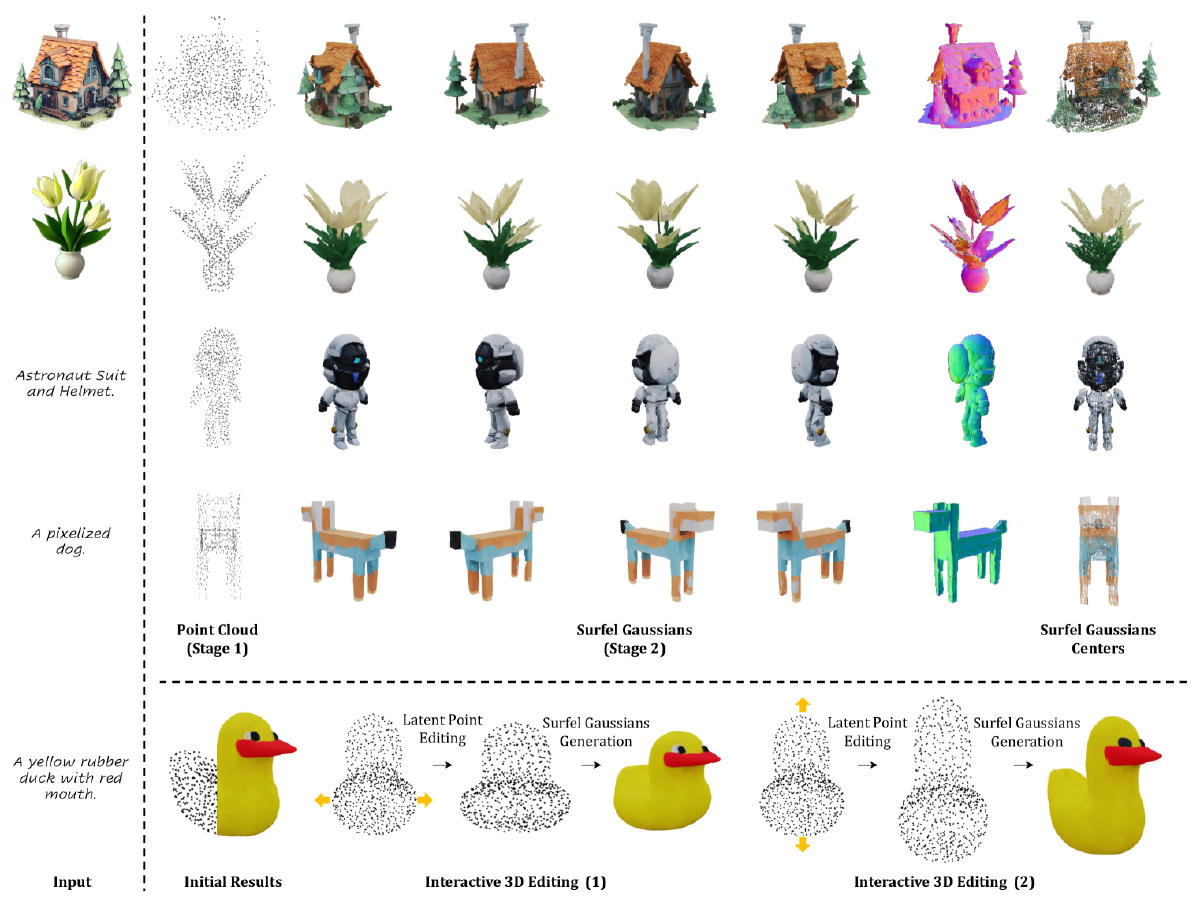 Astronaut Suit
and Helmet.
A pixelized
dog.
Point Cloud
(Stage 1)
Surfel Gaussians
(Stage 2)
Surfel Gaussians
Centers
A yellow rubber
duck with red
mouth.
Latent Point
Editing
Surfel Gaussians
Generation
Latent Point
Editing
Surfel Gaussians
Generation
Input
Initial Results
Interactive 3D Editing (1)
Interactive 3D Editing (2)